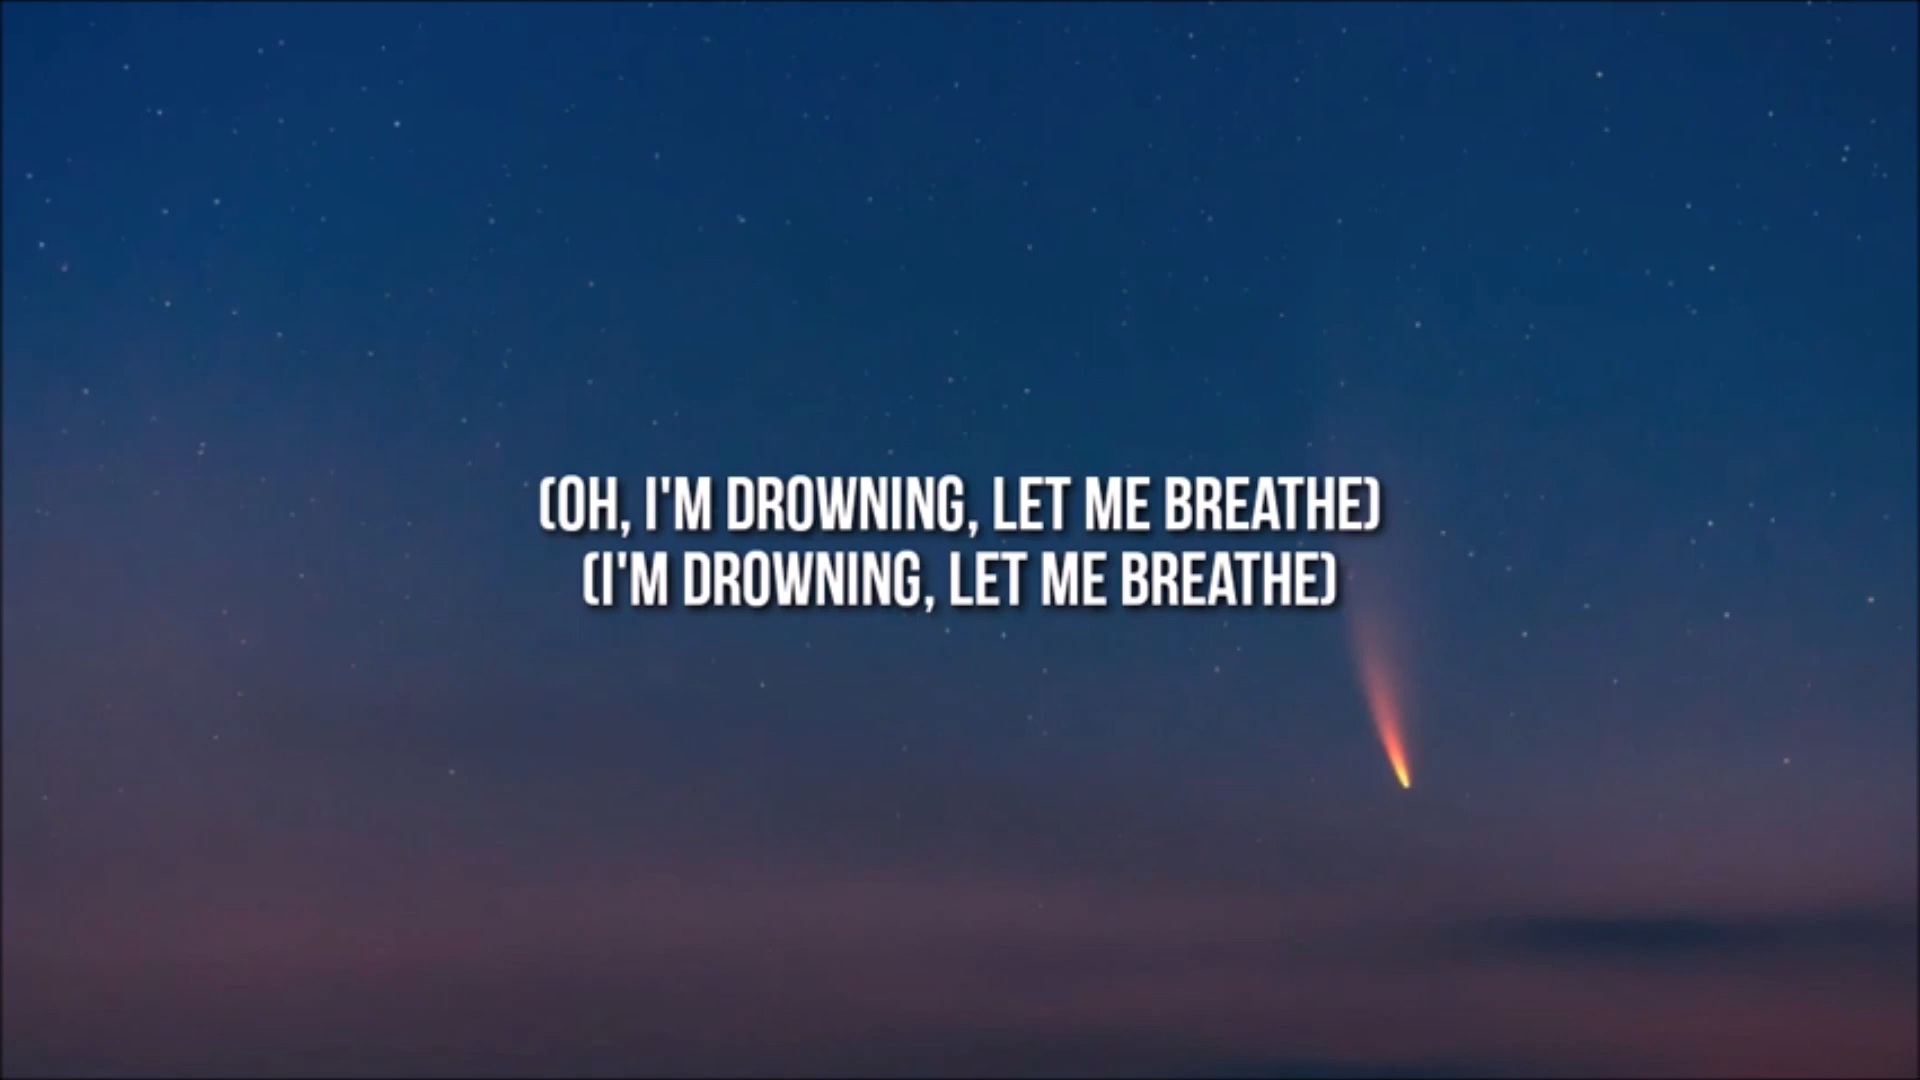 (OH, I'M DROWNING, LET ME BREATHE)
(I'M DROWNING, LET ME BREATHE)